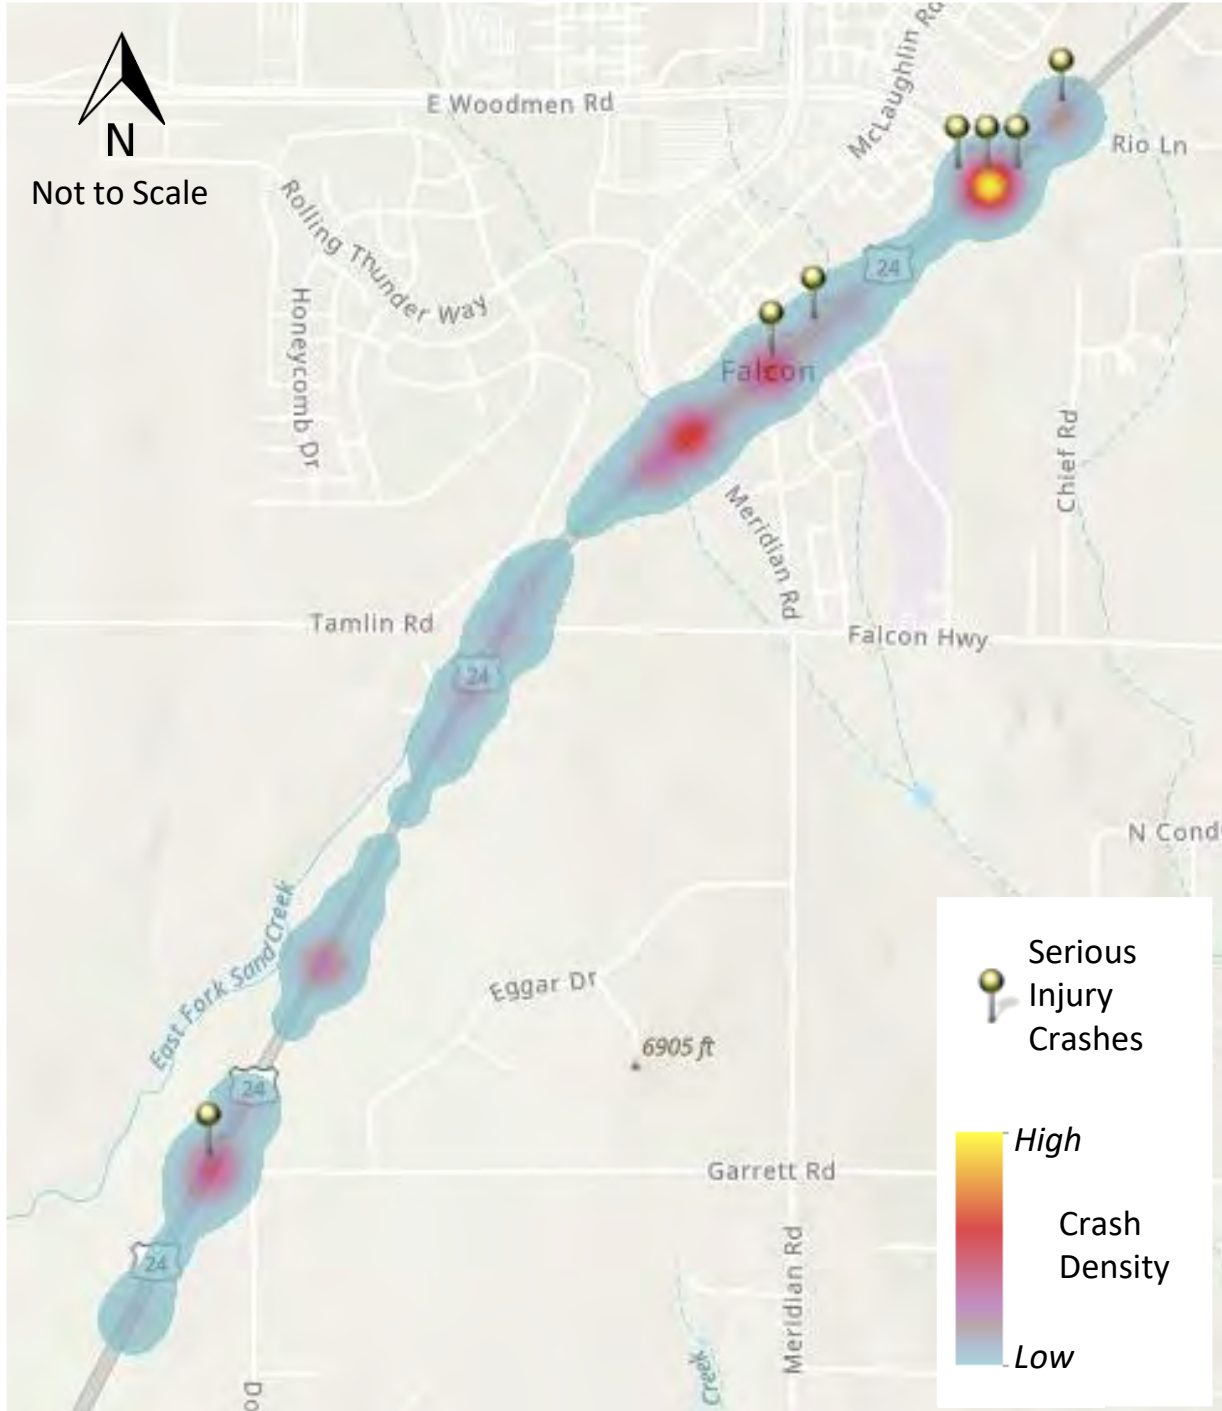 N
Not to Scale
E Woodmen Rd
McLaughlin Rd
Rio Ln
Rolling Thunder Way
Honeycomb Dr
24
Falcon
Chief Rd
Meridian Rd
Tamlin Rd
Falcon Hwy
24
N Cond
East Fork Sand Creek
Eggar Dr
6905 ft
24
Garrett Rd
24
Meridian Rd
Creek
Do
Serious
Injury
Crashes
High
Crash
Density
Low